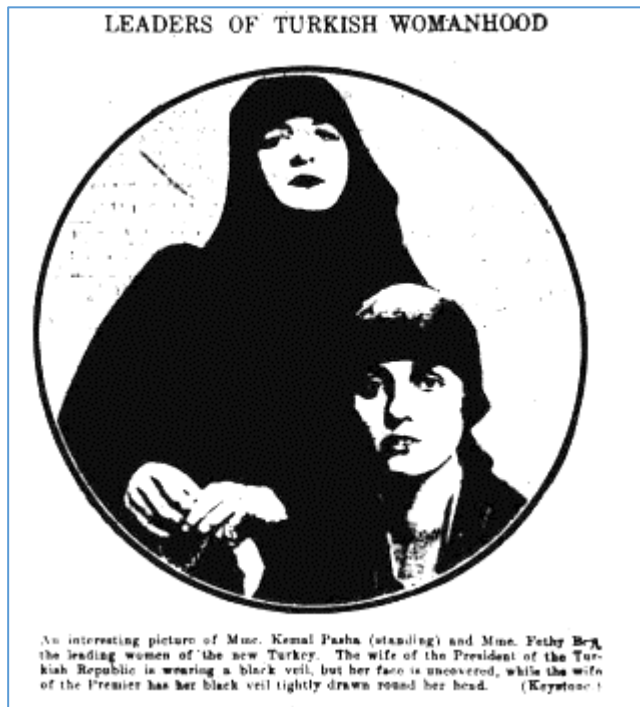 LEADERS OF TURKISH WOMANHOOD
An interesting picture of Mme. Kemal Pasha (standing) and Mme. Fethy Bey,
the leading women of the new Turkey. The wife of the President of the Tur-
kish Republic is wearing a black veil, but her face is uncovered, while the wife
of the Premier has her black veil tightly drawn round her head. (Keystone.)